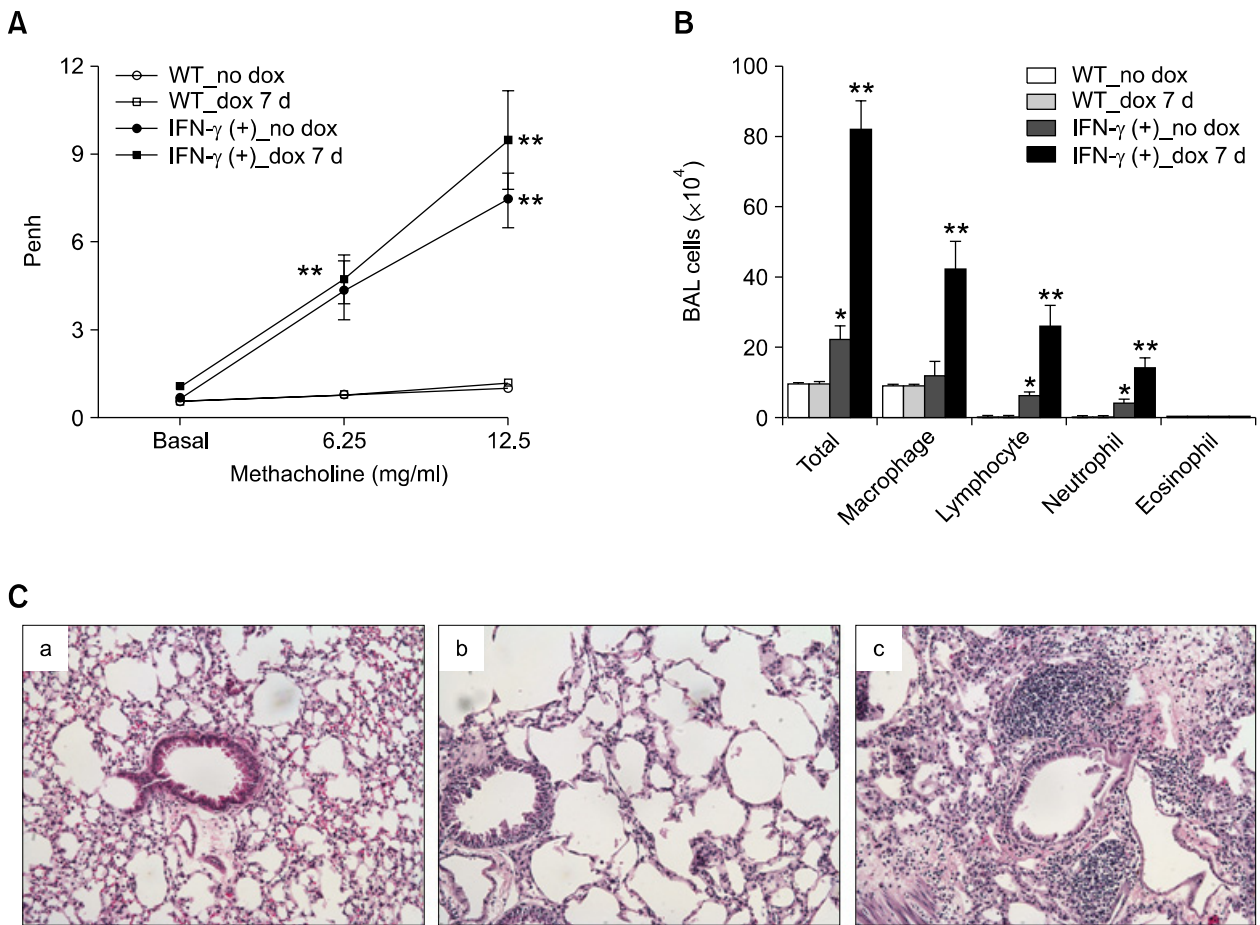 A
12
9
6
3
0
Penh
WT_no dox
WT_dox 7 d
IFN-γ (+)_no dox
IFN-γ (+)_dox 7 d
**
**
**
Basal
6.25
12.5
Methacholine (mg/ml)
B
100
80
60
40
20
0
BAL cells (×10⁴)
WT_no dox
WT_dox 7 d
IFN-γ (+)_no dox
IFN-γ (+)_dox 7 d
**
*
**
**
*
**
*
Total
Macrophage
Lymphocyte
Neutrophil
Eosinophil
C
a
b
c